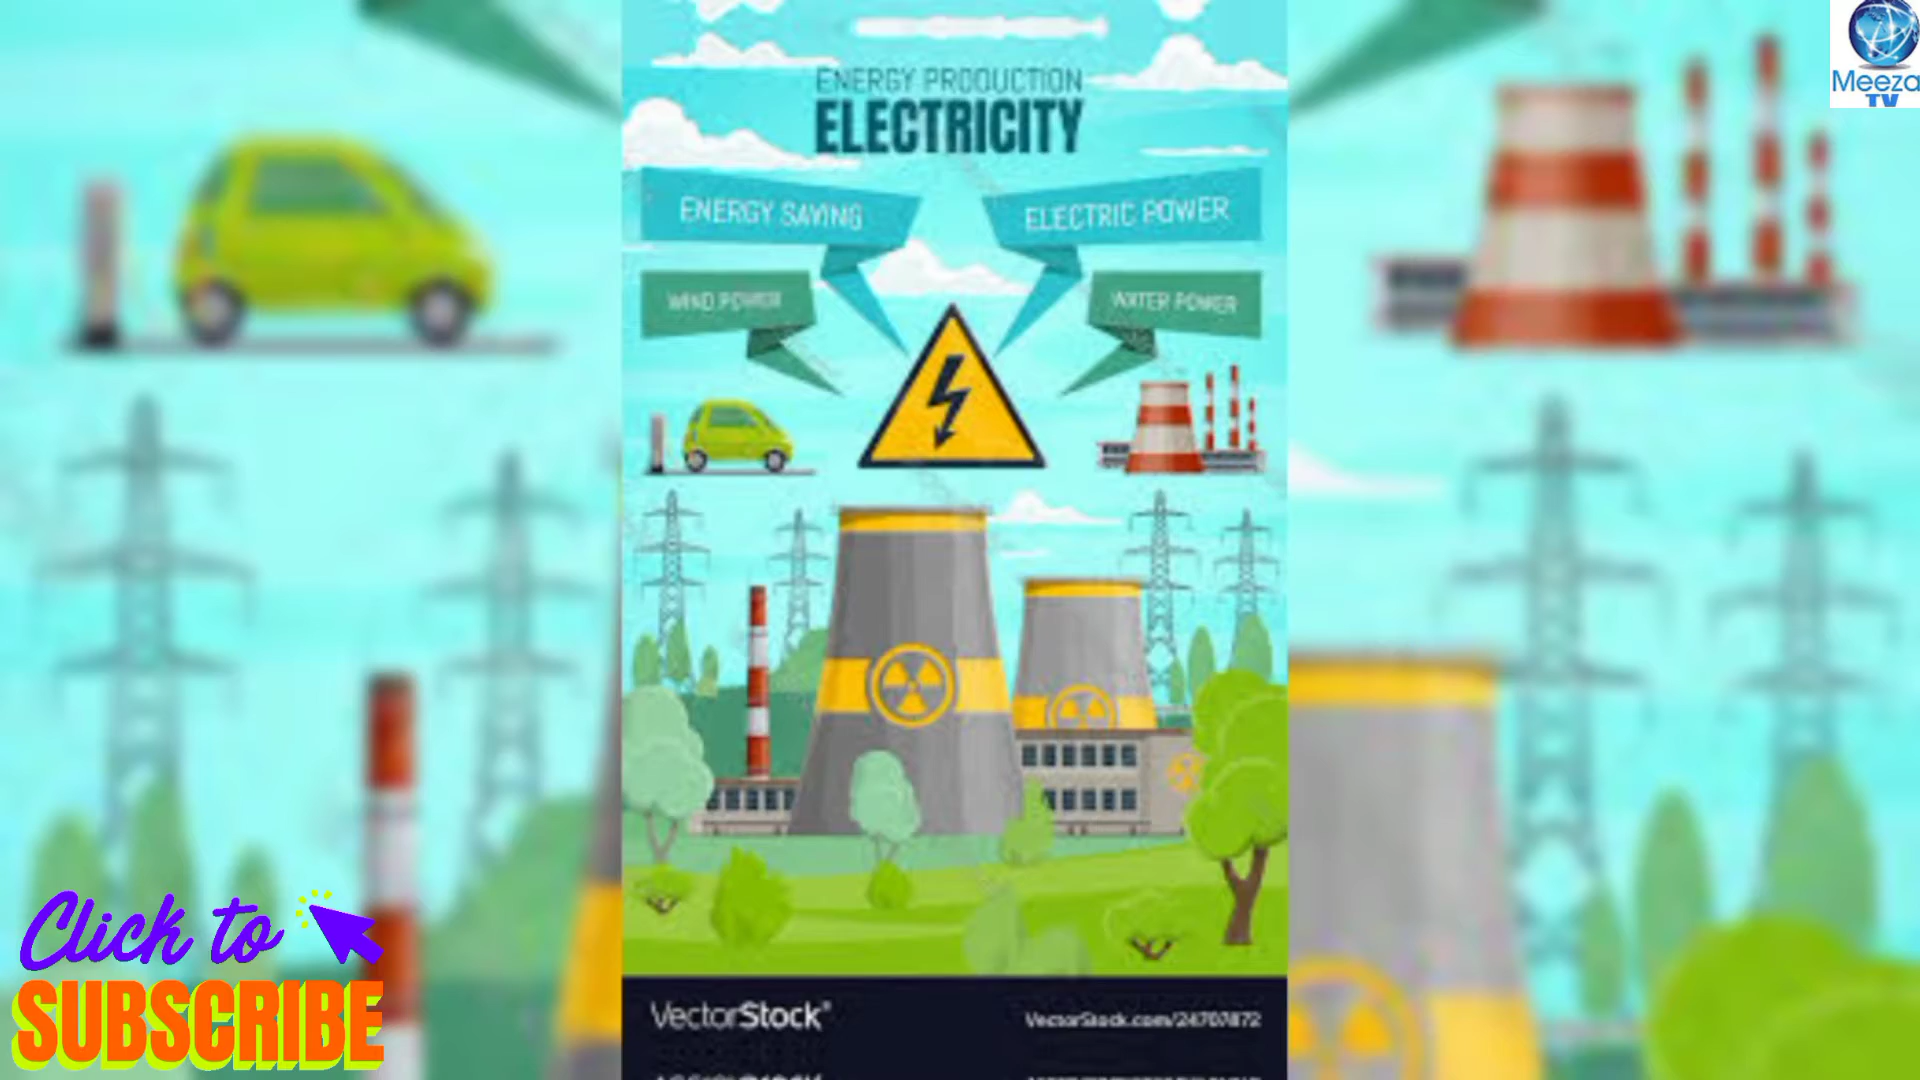 Meeza
TV
ENERGY PRODUCTION
ELECTRICITY
ENERGY SAVING
ELECTRIC POWER
WIND POWER
WATER POWER
Click to
SUBSCRIBE
VectorStock®
VectorStock.com/24707872